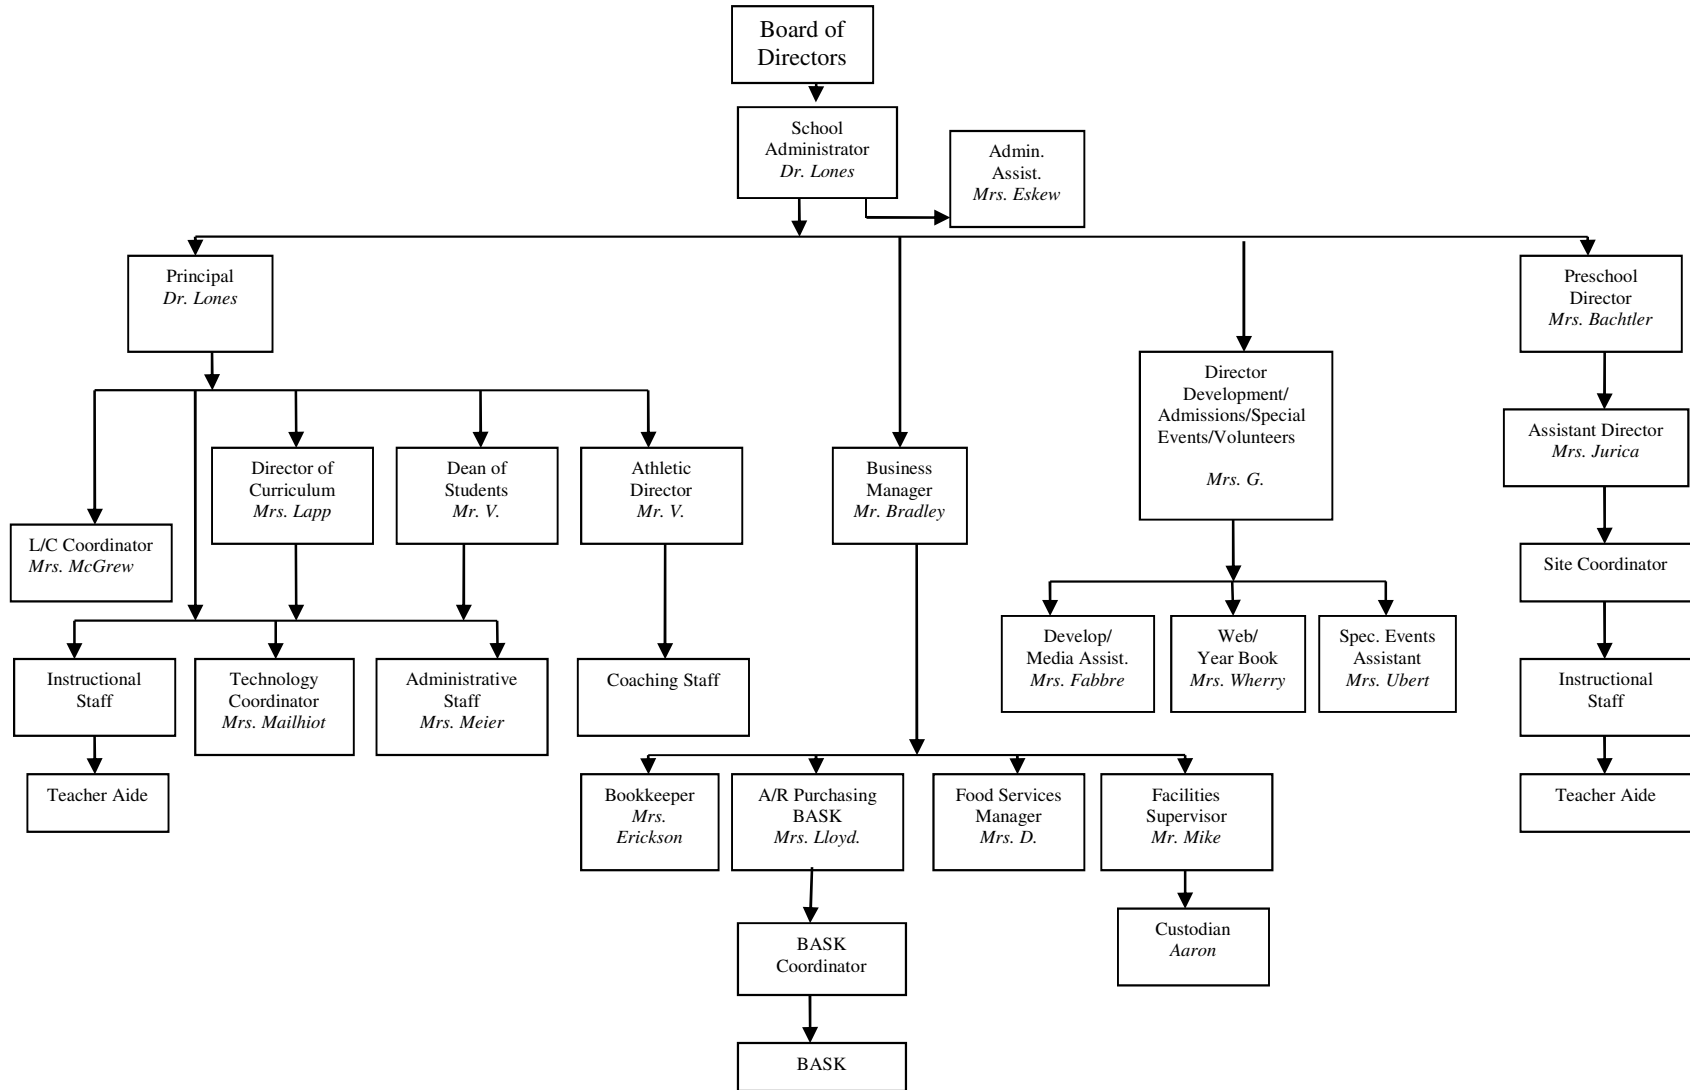 Board of
Directors
School
Administrator
Dr. Lones
Admin.
Assist.
Mrs. Eskew
Principal
Dr. Lones
Preschool
Director
Mrs. Bachtler
Director
Development/
Admissions/Special
Events/Volunteers
Mrs. G.
Assistant Director
Mrs. Jurica
Director of
Curriculum
Mrs. Lapp
Dean of
Students
Mr. V.
Athletic
Director
Mr. V.
Business
Manager
Mr. Bradley
L/C Coordinator
Mrs. McGrew
Site Coordinator
Develop/
Media Assist.
Mrs. Fabbre
Web/
Year Book
Mrs. Wherry
Spec. Events
Assistant
Mrs. Ubert
Instructional
Staff
Technology
Coordinator
Mrs. Mailhiot
Administrative
Staff
Mrs. Meier
Coaching Staff
Instructional
Staff
Teacher Aide
Bookkeeper
Mrs.
Erickson
A/R Purchasing
BASK
Mrs. Lloyd.
Food Services
Manager
Mrs. D.
Facilities
Supervisor
Mr. Mike
Teacher Aide
BASK
Coordinator
Custodian
Aaron
BASK